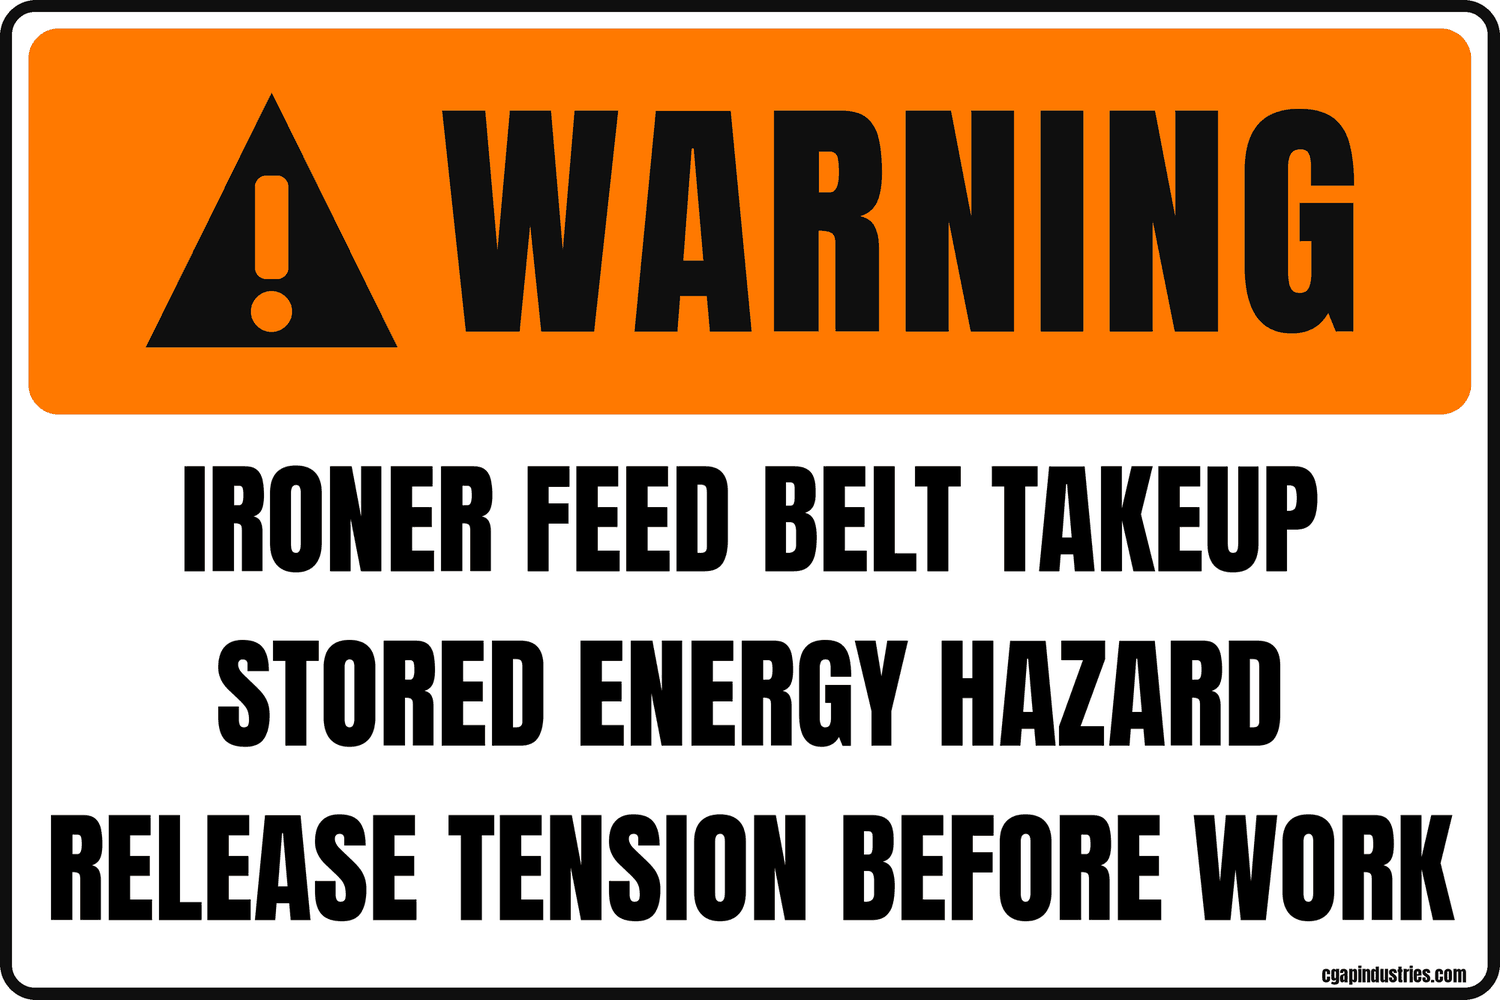 WARNING
IRONER FEED BELT TAKEUP
STORED ENERGY HAZARD
RELEASE TENSION BEFORE WORK
cgapindustries.com